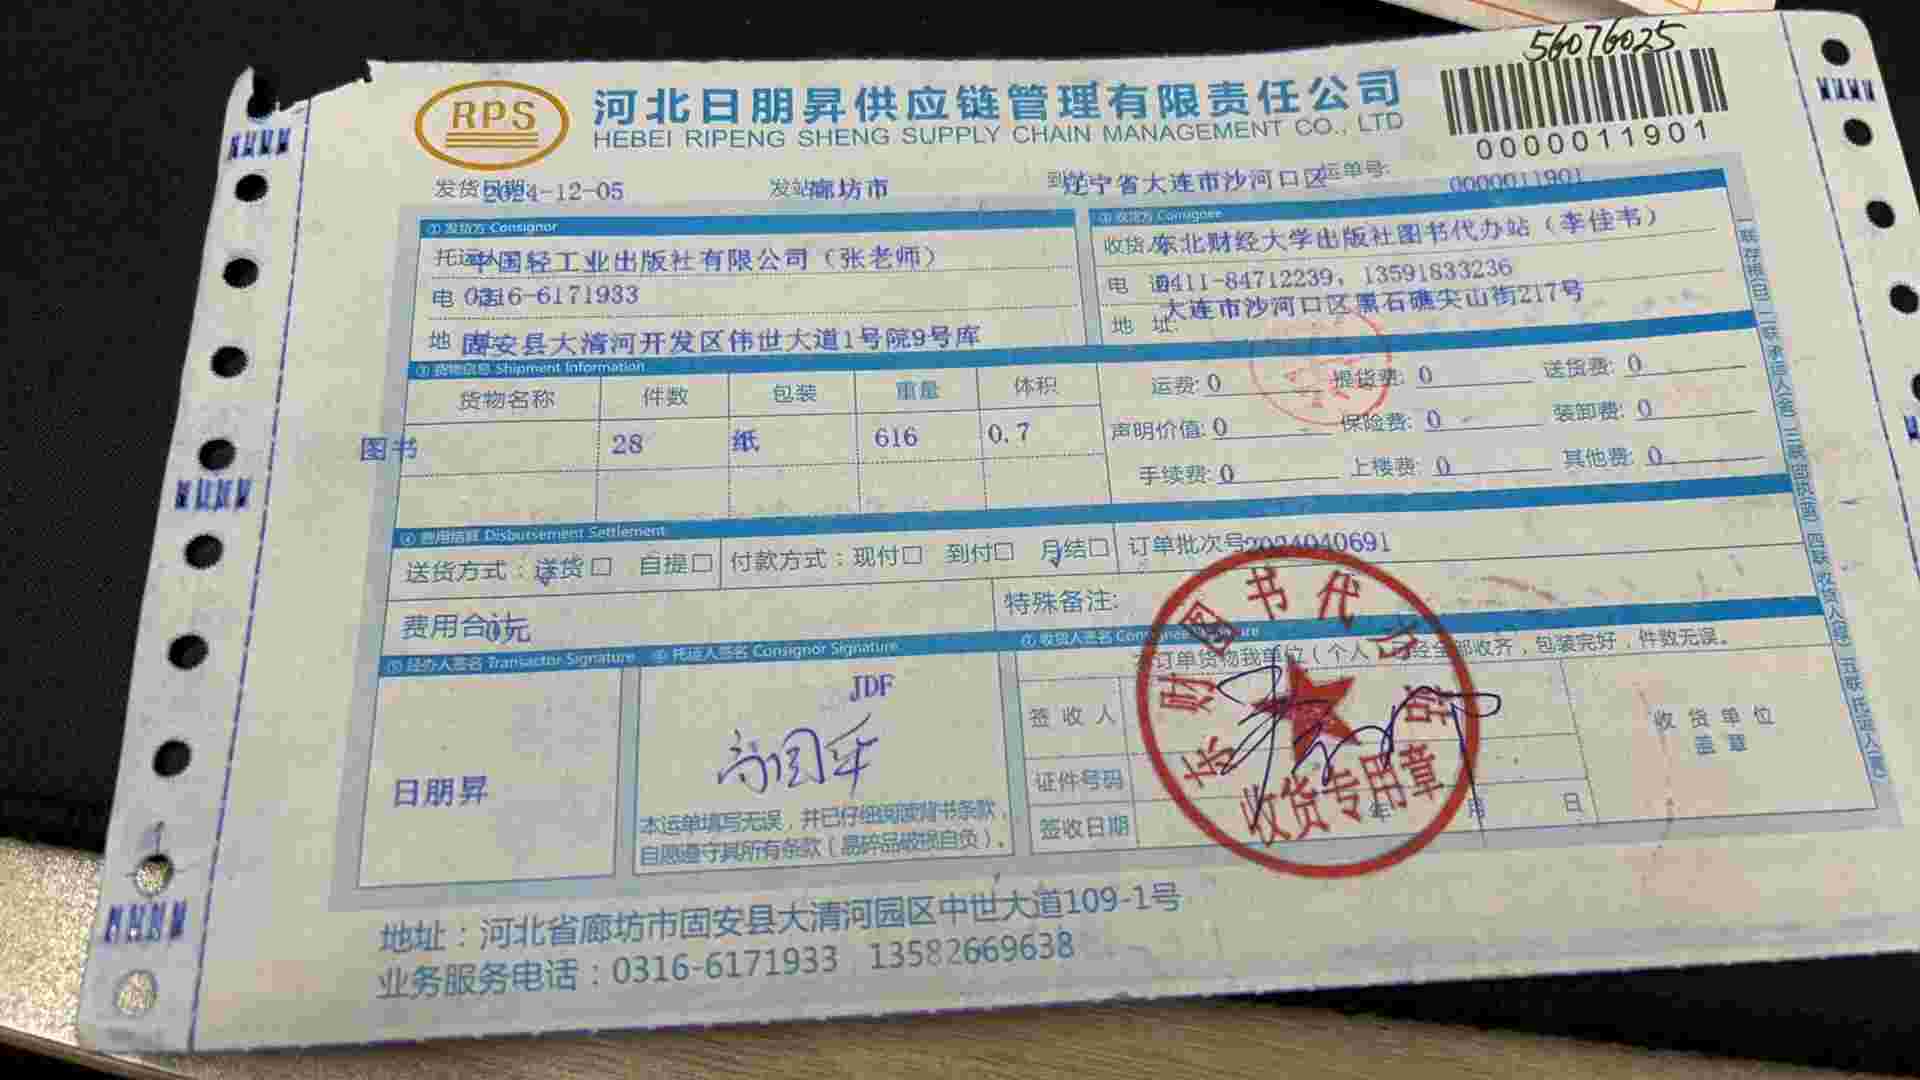 56076025
RPS
河北日朋昇供应链管理有限责任公司
HEBEI RIPENG SHENG SUPPLY CHAIN MANAGEMENT CO., LTD
0000011901
发货日期 2024-12-05 发站 廊坊市 到站 辽宁省大连市沙河口区 运单号: 0000011901
① 发货方 Consignor
托运人 中国轻工业出版社有限公司（张老师）
电话 0316-6171933
地址 固安县大清河开发区伟世大道1号院9号库
② 收货方 Consignee
收货人 东北财经大学出版社图书代办站（李佳书）
电话 0411-84712239, 13591833236
地址: 大连市沙河口区黑石礁尖山街217号
③ 货物信息 Shipment Information
货物名称 件数 包装 重量 体积
图书 28 纸 616 0.7
运费: 0 提货费: 0 送货费: 0
声明价值: 0 保险费: 0 装卸费: 0
手续费: 0 上楼费: 0 其他费: 0
④ 费用结算 Disbursement Settlement
送货方式：送货□ 自提□ 付款方式：现付□ 到付□ 月结□ 订单批次号 2024040691
费用合计 0元 特殊备注:
⑤ 经办人签名 Transactor Signature
日朋昇
⑥ 托运人签名 Consignor Signature
JDF
本运单填写无误，并已仔细阅读背书条款，
自愿遵守其所有条款（易碎品破损自负）。
⑦ 收货人签名 Consignee Signature
订单货物我单位（个人）已经全部收齐，包装完好，件数无误。
签收人
证件号码
签收日期 年 月 日
收货单位
盖章
东财图书代办站
收货专用章
一联存根(白) 二联承运人(红) 三联回执(蓝) 四联收货人(绿) 五联托运人(黄)
地址：河北省廊坊市固安县大清河园区中世大道109-1号
业务服务电话：0316-6171933 13582669638